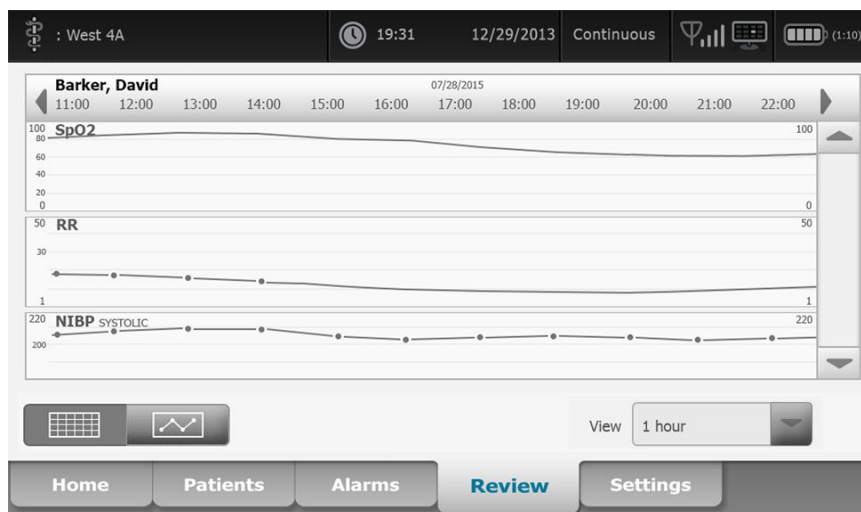 : West 4A 19:31 12/29/2013 Continuous (1:10)
Barker, David 07/28/2015
11:00 12:00 13:00 14:00 15:00 16:00 17:00 18:00 19:00 20:00 21:00 22:00
100 SpO2 100
80
60
40
20
0 0
50 RR 50
30
1 1
220 NIBP SYSTOLIC 220
200
View 1 hour
Home Patients Alarms Review Settings